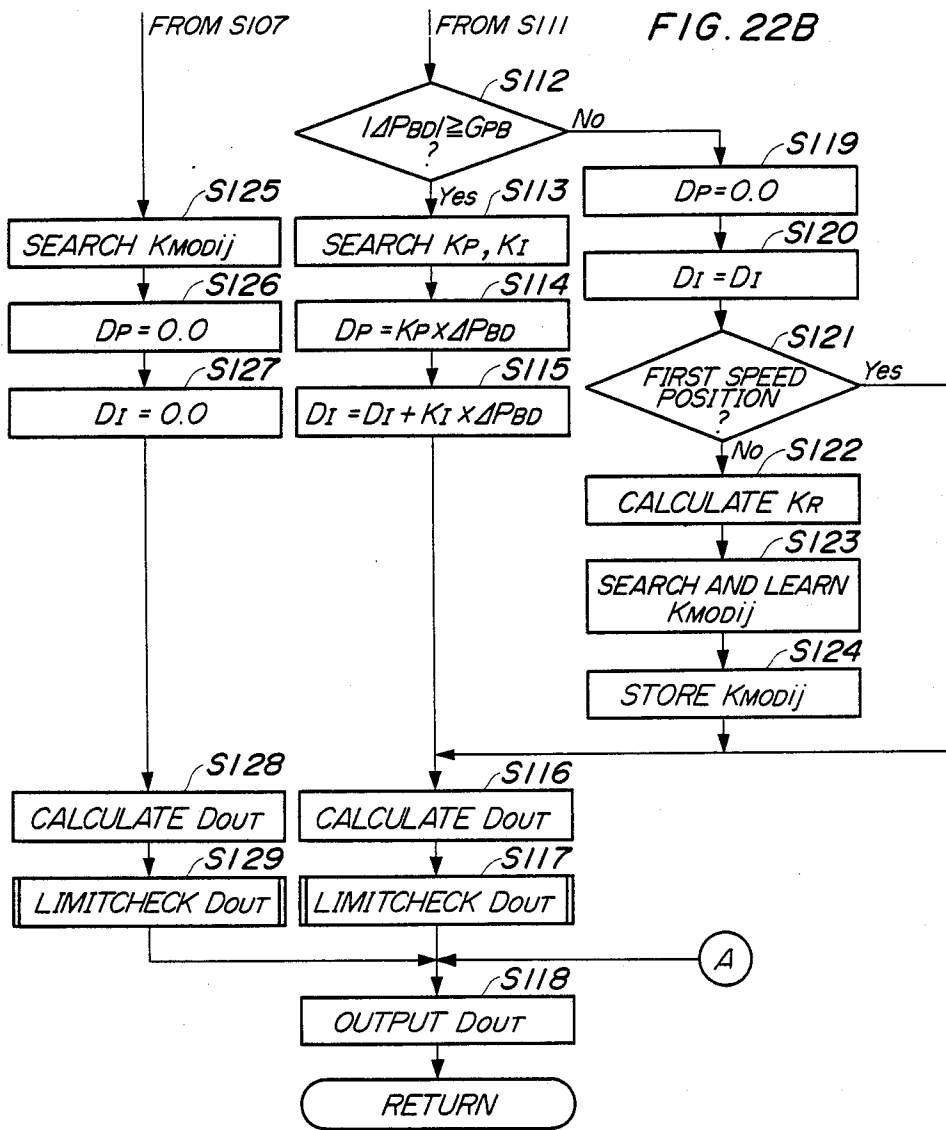 FROM S107
FROM S111
FIG. 22B
S112
|ΔPBD| ≧ GPB
?
No
Yes
S125
SEARCH KMODij
S126
DP = 0.0
S127
DI = 0.0
S113
SEARCH KP, KI
S114
DP = KP × ΔPBD
S115
DI = DI + KI × ΔPBD
S119
DP = 0.0
S120
DI = DI
S121
FIRST SPEED
POSITION
?
Yes
No
S122
CALCULATE KR
S123
SEARCH AND LEARN
KMODij
S124
STORE KMODij
S128
CALCULATE DOUT
S129
LIMITCHECK DOUT
S116
CALCULATE DOUT
S117
LIMITCHECK DOUT
A
S118
OUTPUT DOUT
RETURN